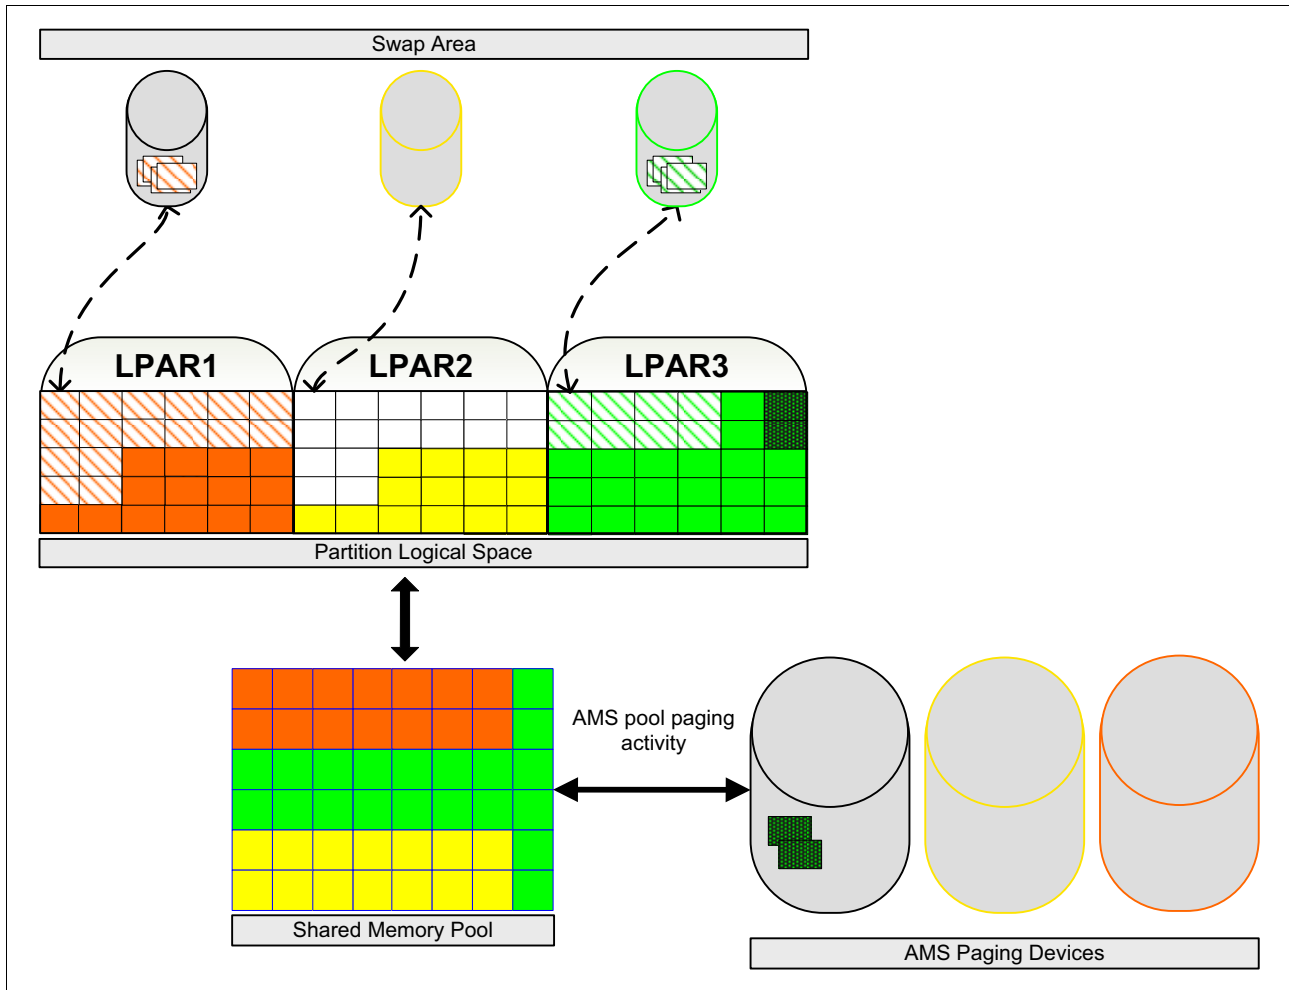 Swap Area
LPAR1
LPAR2
LPAR3
Partition Logical Space
AMS pool paging
activity
Shared Memory Pool
AMS Paging Devices